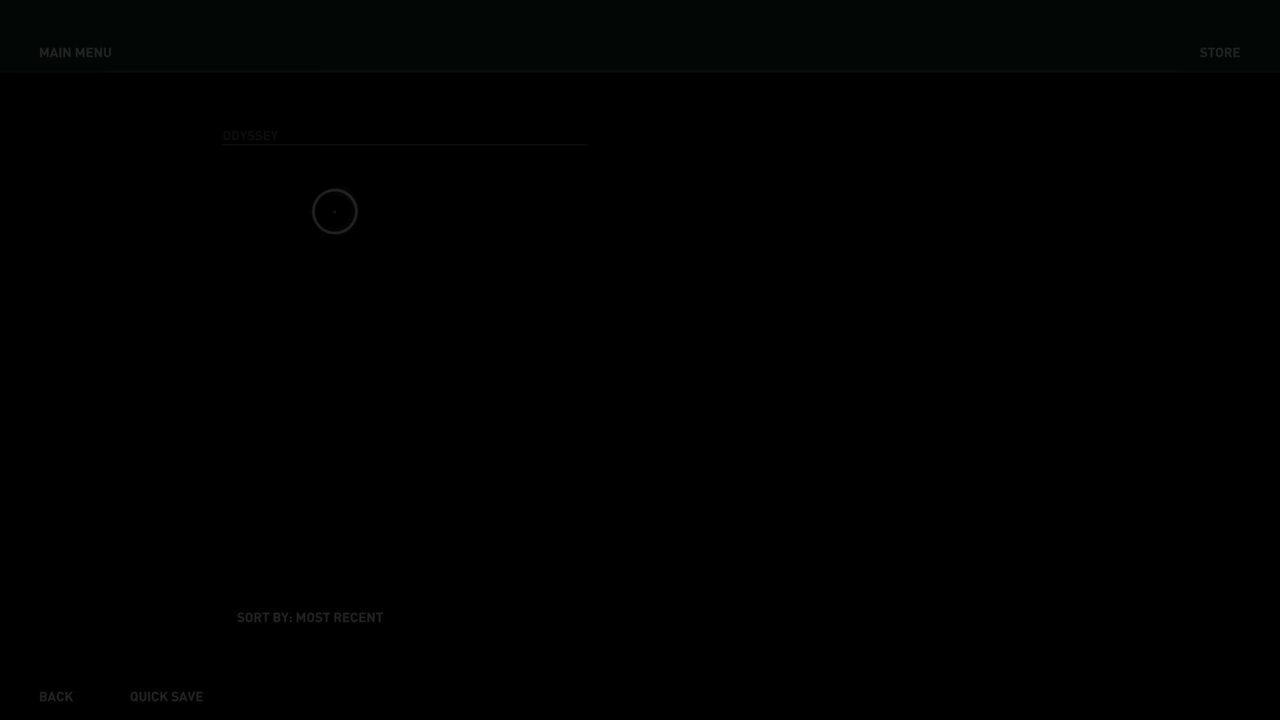 MAIN MENU
STORE
ODYSSEY
SORT BY: MOST RECENT
BACK
QUICK SAVE